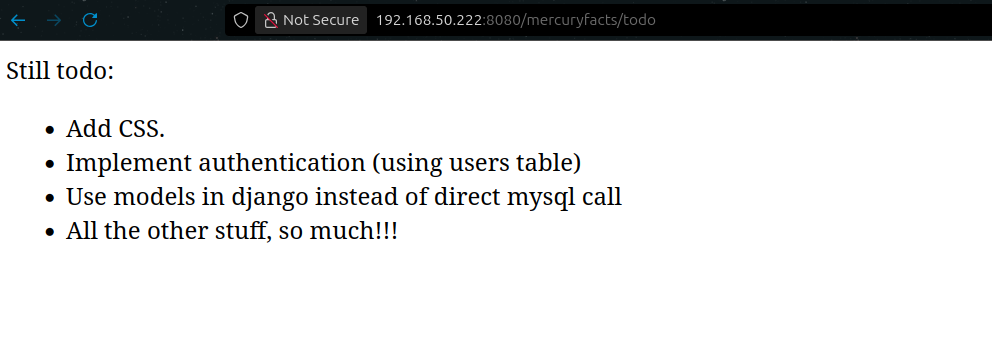 Not Secure 192.168.50.222:8080/mercuryfacts/todo
Still todo:
Add CSS.
Implement authentication (using users table)
Use models in django instead of direct mysql call
All the other stuff, so much!!!